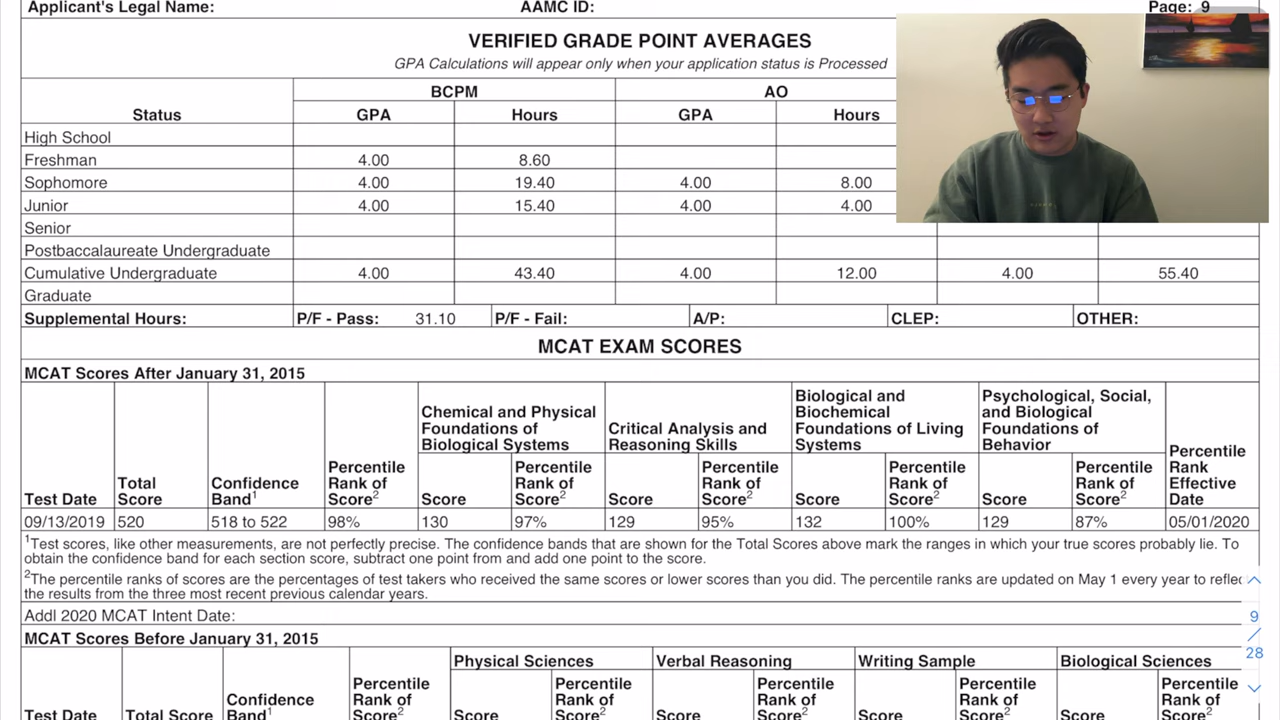 Applicant's Legal Name: AAMC ID: Page: 9
VERIFIED GRADE POINT AVERAGES
GPA Calculations will appear only when your application status is Processed
BCPM AO
Status GPA Hours GPA Hours
High School
Freshman 4.00 8.60
Sophomore 4.00 19.40 4.00 8.00
Junior 4.00 15.40 4.00 4.00
Senior
Postbaccalaureate Undergraduate
Cumulative Undergraduate 4.00 43.40 4.00 12.00 4.00 55.40
Graduate
Supplemental Hours: P/F - Pass: 31.10 P/F - Fail: A/P: CLEP: OTHER:
MCAT EXAM SCORES
MCAT Scores After January 31, 2015
Chemical and Physical
Foundations of
Biological Systems
Critical Analysis and
Reasoning Skills
Biological and
Biochemical
Foundations of Living
Systems
Psychological, Social,
and Biological
Foundations of
Behavior
Test Date
Total
Score
Confidence
Band1
Percentile
Rank of
Score2
Score
Percentile
Rank of
Score2
Score
Percentile
Rank of
Score2
Score
Percentile
Rank of
Score2
Score
Percentile
Rank of
Score2
Percentile
Rank
Effective
Date
09/13/2019 520 518 to 522 98% 130 97% 129 95% 132 100% 129 87% 05/01/2020
1Test scores, like other measurements, are not perfectly precise. The confidence bands that are shown for the Total Scores above mark the ranges in which your true scores probably lie. To
obtain the confidence band for each section score, subtract one point from and add one point to the score.
2The percentile ranks of scores are the percentages of test takers who received the same scores or lower scores than you did. The percentile ranks are updated on May 1 every year to reflec
the results from the three most recent previous calendar years.
Addl 2020 MCAT Intent Date:
9
/
28
MCAT Scores Before January 31, 2015
Physical Sciences Verbal Reasoning Writing Sample Biological Sciences
Test Date
Total Score
Confidence
Band1
Percentile
Rank of
Score2
Score
Percentile
Rank of
Score2
Score
Percentile
Rank of
Score2
Score
Percentile
Rank of
Score2
Score
Percentile
Rank of
Score2